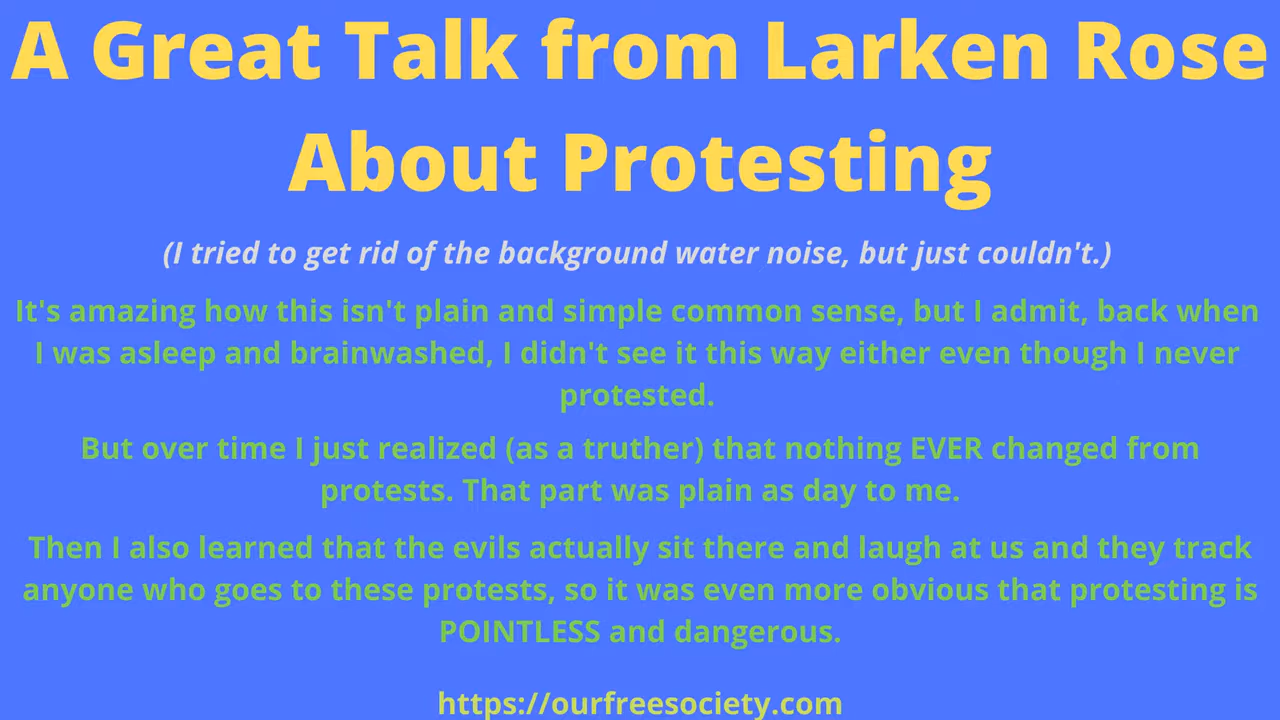 A Great Talk from Larken Rose
About Protesting
(I tried to get rid of the background water noise, but just couldn't.)
It's amazing how this isn't plain and simple common sense, but I admit, back when
I was asleep and brainwashed, I didn't see it this way either even though I never
protested.
But over time I just realized (as a truther) that nothing EVER changed from
protests. That part was plain as day to me.
Then I also learned that the evils actually sit there and laugh at us and they track
anyone who goes to these protests, so it was even more obvious that protesting is
POINTLESS and dangerous.
https://ourfreesociety.com